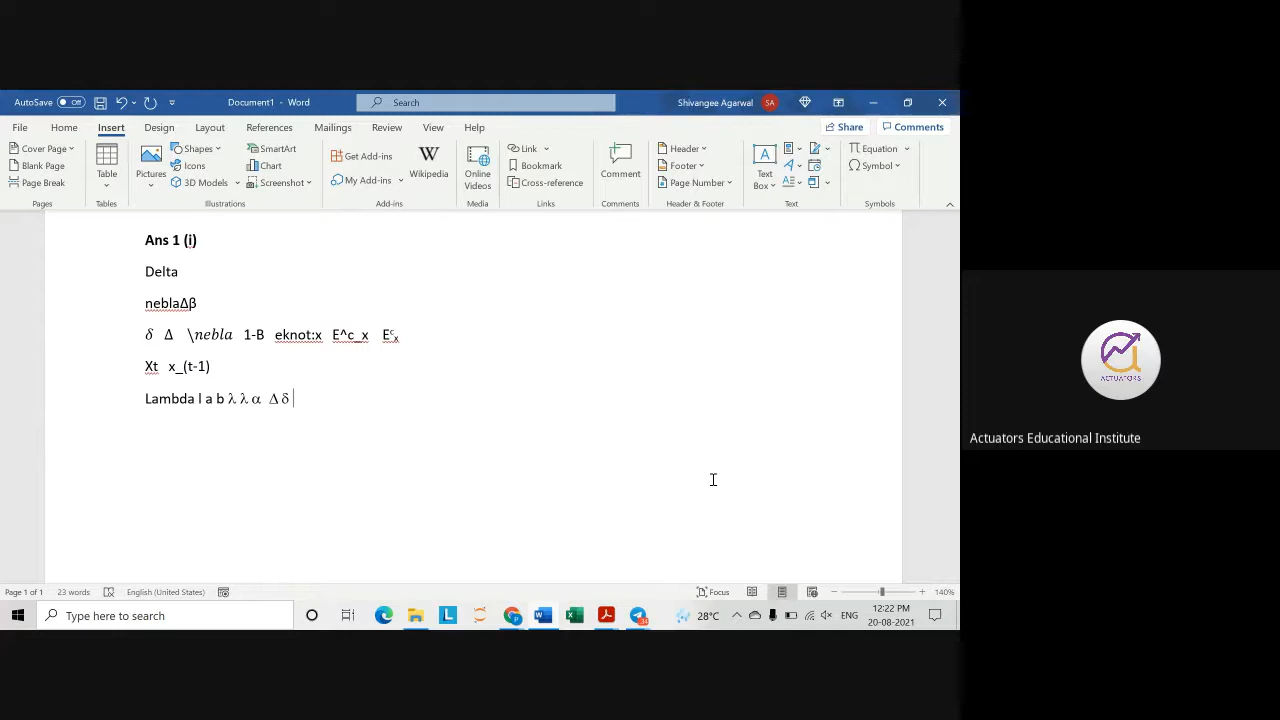 AutoSave Off Document1 - Word Search Shivangee Agarwal SA
File Home Insert Design Layout References Mailings Review View Help Share Comments
Cover Page
Blank Page
Page Break
Pages
Table
Tables
Pictures
Shapes
Icons
3D Models
SmartArt
Chart
Screenshot
Illustrations
Get Add-ins
My Add-ins
W
Wikipedia
Add-ins
Online
Videos
Media
Link
Bookmark
Cross-reference
Links
Comment
Comments
Header
Footer
Page Number
Header & Footer
A
Text
Box
Text
Equation
Symbol
Symbols
Ans 1 (i)
Delta
neblaΔβ
δ Δ \nebla 1-B eknot:x E^c_x Eᶜₓ
Xt x_(t-1)
Lambda l a b λ λ α Δ δ
ACTUATORS
Actuators Educational Institute
Page 1 of 1 23 words English (United States) Focus 140%
Type here to search 28°C ENG 12:22 PM
20-08-2021